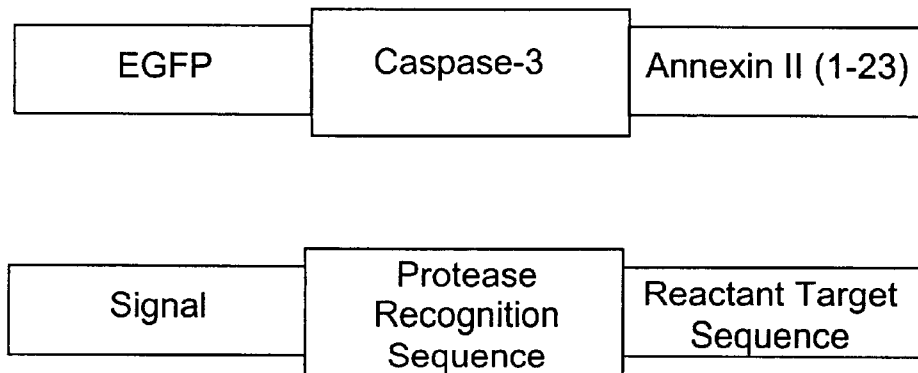 EGFP
Caspase-3
Annexin II (1-23)
Signal
Protease
Recognition
Sequence
Reactant Target
Sequence